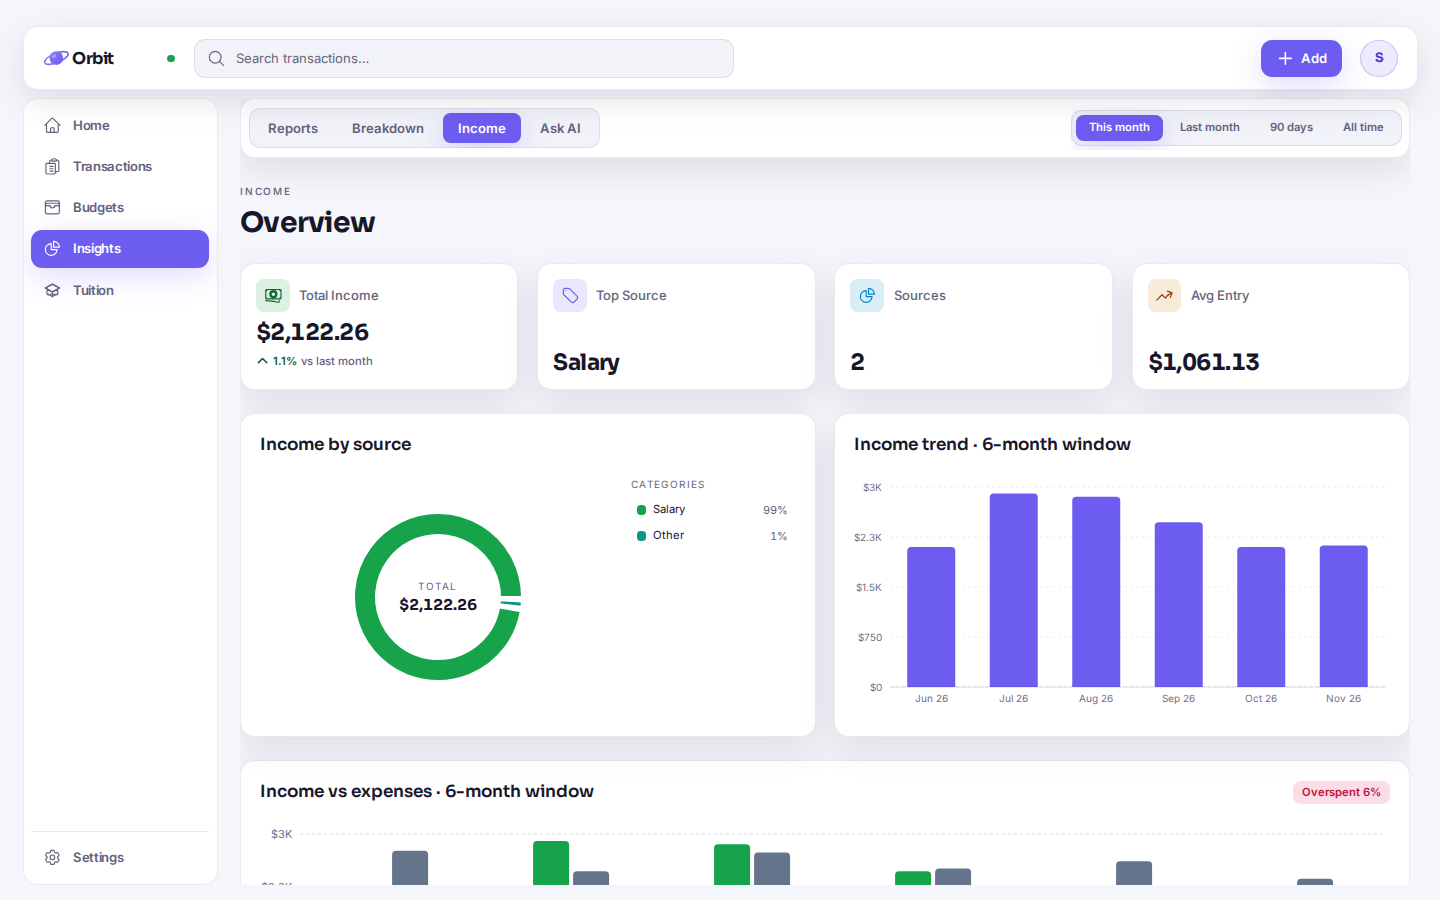 Orbit
Search transactions...
Add
S
Home
Transactions
Budgets
Insights
Tuition
Settings
Reports
Breakdown
Income
Ask AI
This month
Last month
90 days
All time
INCOME
Overview
Total Income
$2,122.26
1.1% vs last month
Top Source
Salary
Sources
2
Avg Entry
$1,061.13
Income by source
TOTAL
$2,122.26
CATEGORIES
Salary 99%
Other 1%
Income trend · 6-month window
$3K
$2.3K
$1.5K
$750
$0
Jun 26 Jul 26 Aug 26 Sep 26 Oct 26 Nov 26
Income vs expenses · 6-month window
Overspent 6%
$3K